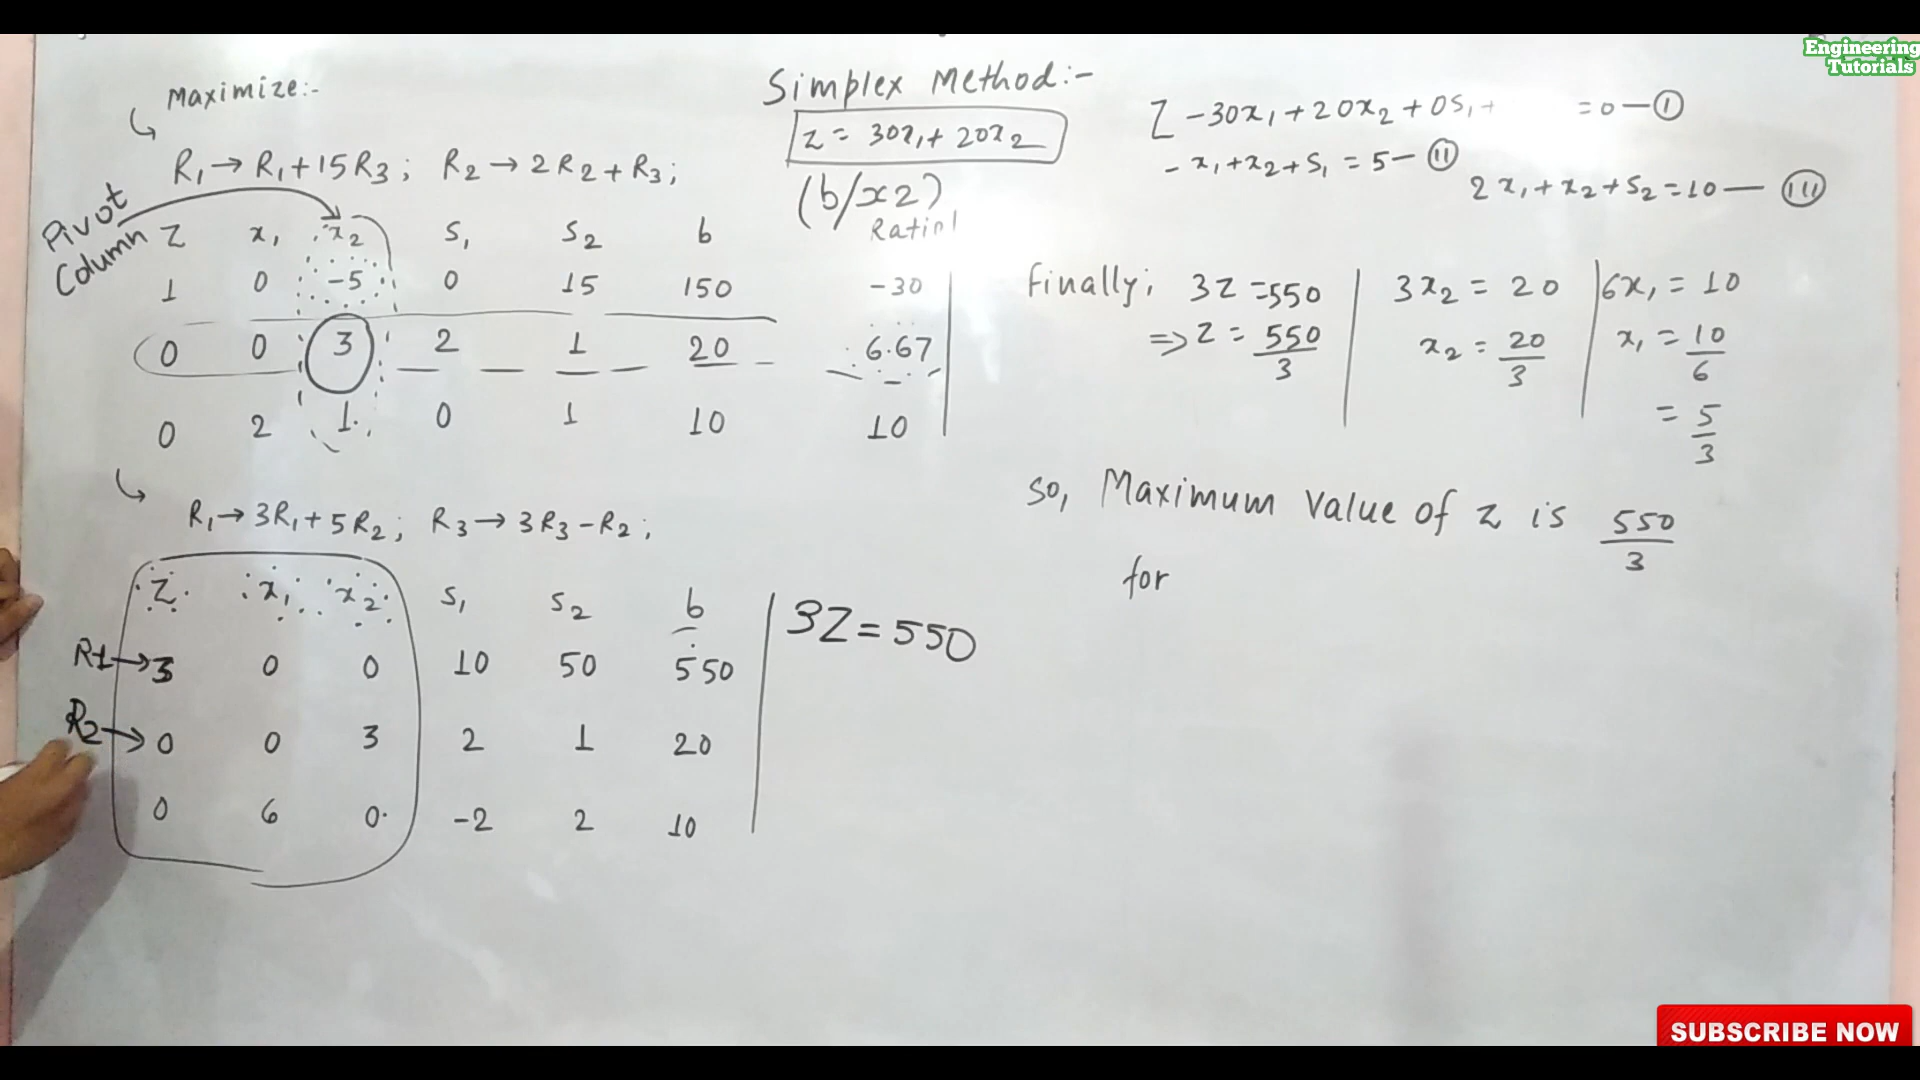 Engineering
Tutorials
Maximize:-
R₁→R₁+15R₃; R₂→2R₂+R₃;
Pivot
Column
Z x₁ x₂ S₁ S₂ b
1 0 -5 0 15 150 -30
0 0 3 2 1 20 6.67
0 2 1 0 1 10 10
R₁→3R₁+5R₂; R₃→3R₃-R₂;
Z x₁ x₂ S₁ S₂ b
R1→ 3 0 0 10 50 550
R2→ 0 0 3 2 1 20
0 6 0 -2 2 10
3Z=550
Simplex Method:-
Z = 30x₁+20x₂
(b/x2)
Ratio
Z-30x₁+20x₂+0S₁+ =0-①
-x₁+x₂+S₁=5-Ⓘ Ⓘ
2x₁+x₂+S₂=10-(III)
Finally; 3Z=550 3x₂=20 6x₁=10
⇒Z=550/3 x₂=20/3 x₁=10/6
=5/3
So, Maximum Value of Z is 550/3
for
SUBSCRIBE NOW